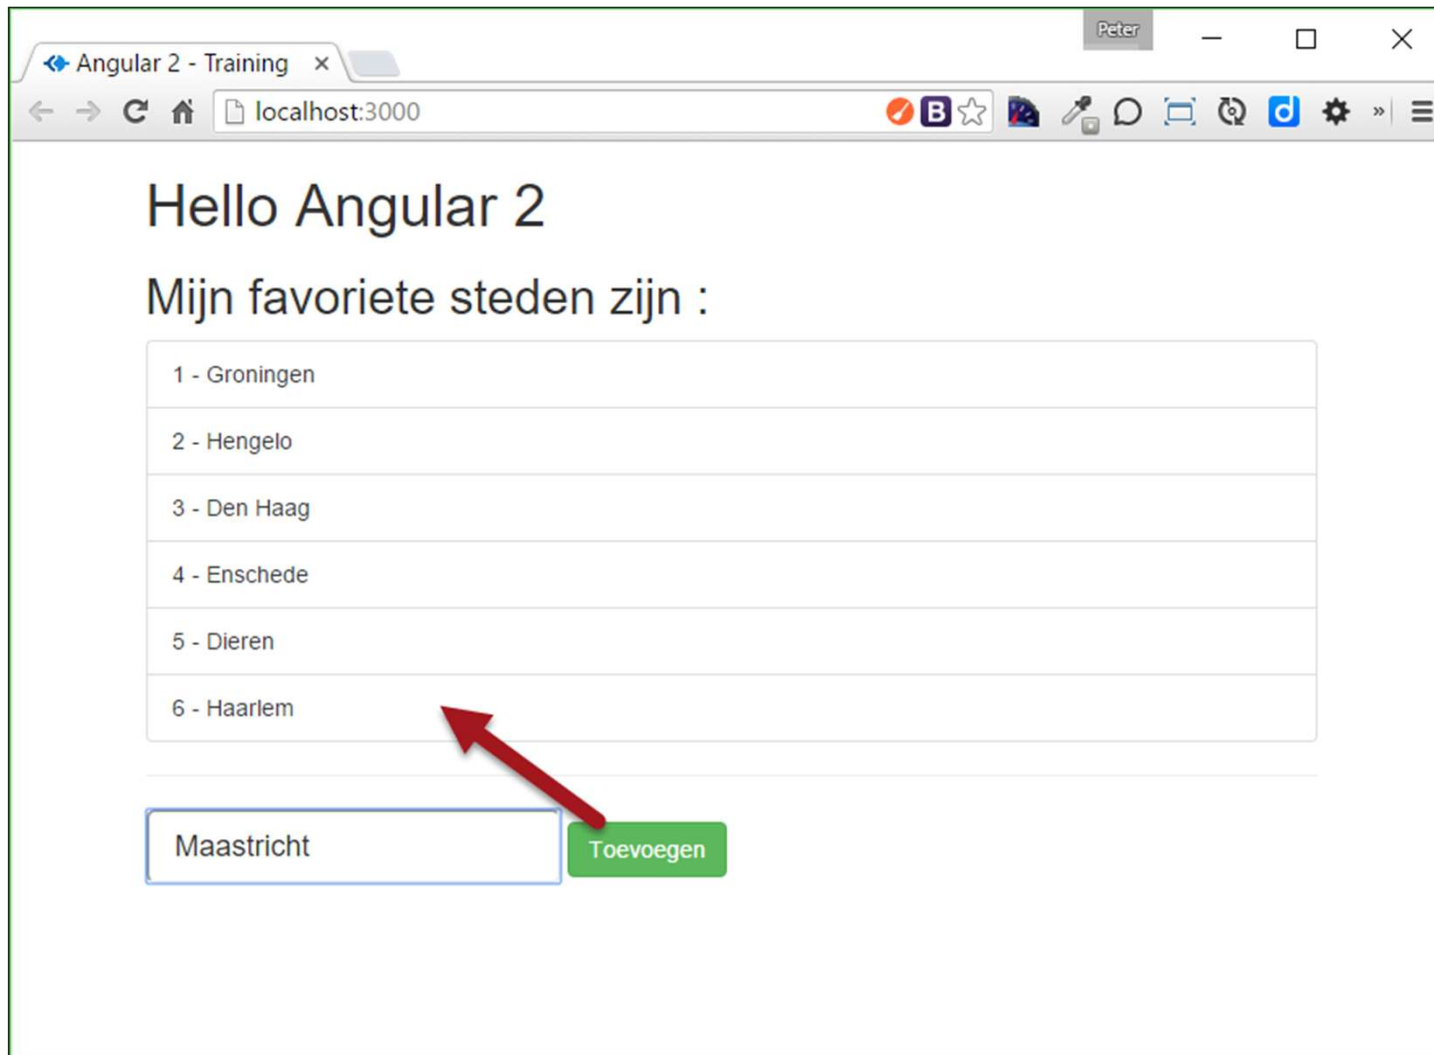 Peter
Angular 2 - Training
localhost:3000
Hello Angular 2
Mijn favoriete steden zijn :
1 - Groningen
2 - Hengelo
3 - Den Haag
4 - Enschede
5 - Dieren
6 - Haarlem
Maastricht
Toevoegen